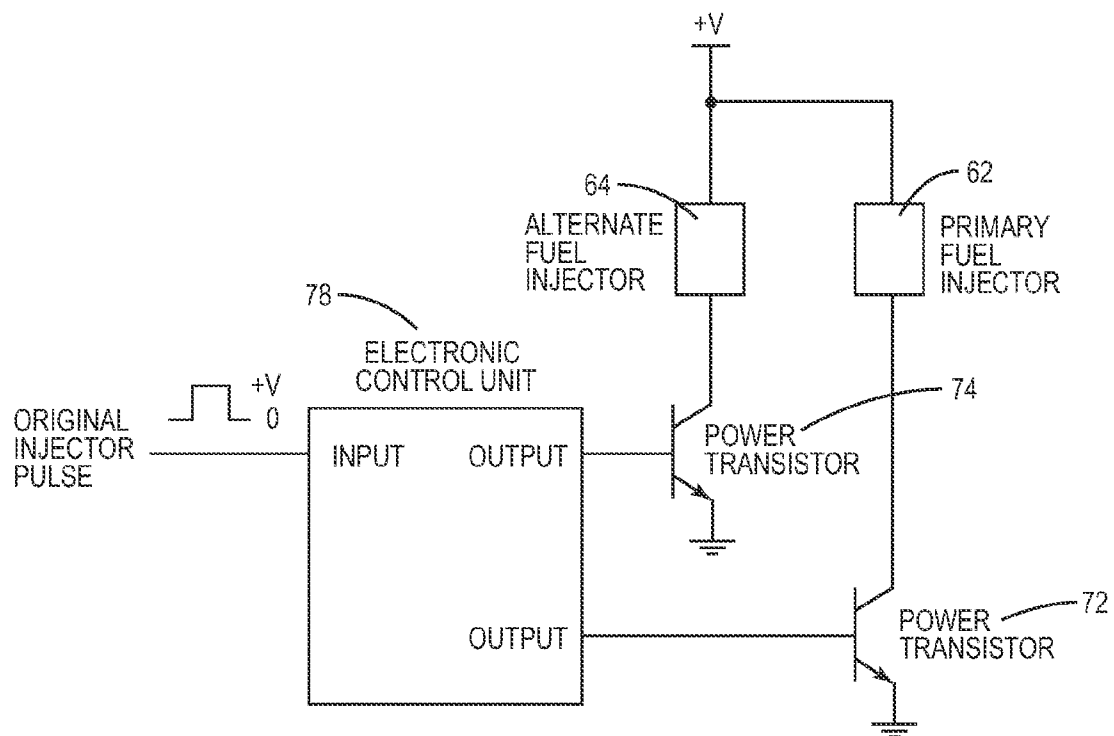 +V
64
62
ALTERNATE
FUEL
INJECTOR
PRIMARY
FUEL
INJECTOR
78
ELECTRONIC
CONTROL UNIT
+V
0
ORIGINAL
INJECTOR
PULSE
INPUT
OUTPUT
74
POWER
TRANSISTOR
OUTPUT
72
POWER
TRANSISTOR